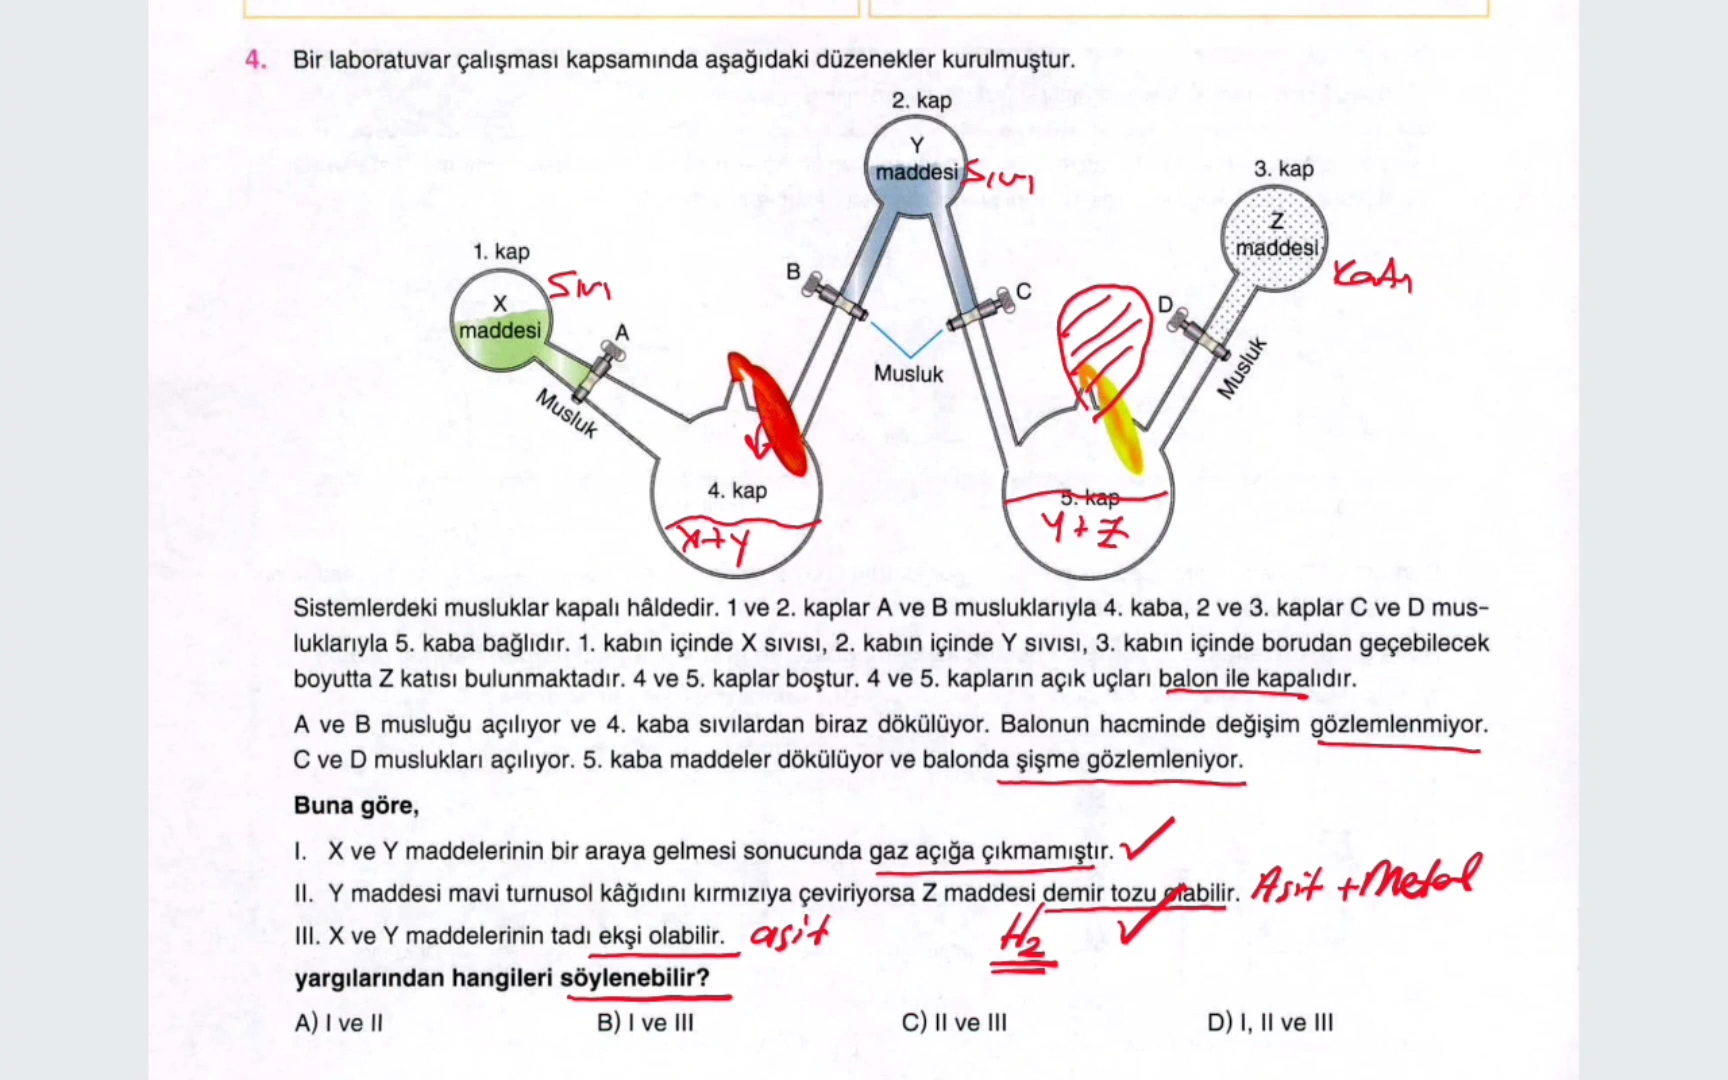 4. Bir laboratuvar çalışması kapsamında aşağıdaki düzenekler kurulmuştur.
2. kap
Y
maddesi
Sıvı
3. kap
Z
maddesi
Katı
1. kap
X
maddesi
Sıvı
A
Musluk
B
C
Musluk
D
Musluk
4. kap
X+Y
5. kap
Y+Z
Sistemlerdeki musluklar kapalı hâldedir. 1 ve 2. kaplar A ve B musluklarıyla 4. kaba, 2 ve 3. kaplar C ve D mus-
luklarıyla 5. kaba bağlıdır. 1. kabın içinde X sıvısı, 2. kabın içinde Y sıvısı, 3. kabın içinde borudan geçebilecek
boyutta Z katısı bulunmaktadır. 4 ve 5. kaplar boştur. 4 ve 5. kapların açık uçları balon ile kapalıdır.
A ve B musluğu açılıyor ve 4. kaba sıvılardan biraz dökülüyor. Balonun hacminde değişim gözlemlenmiyor.
C ve D muslukları açılıyor. 5. kaba maddeler dökülüyor ve balonda şişme gözlemleniyor.
Buna göre,
I. X ve Y maddelerinin bir araya gelmesi sonucunda gaz açığa çıkmamıştır.
II. Y maddesi mavi turnusol kâğıdını kırmızıya çeviriyorsa Z maddesi demir tozu olabilir. Asit + Metal
III. X ve Y maddelerinin tadı ekşi olabilir. asit H₂
yargılarından hangileri söylenebilir?
A) I ve II B) I ve III C) II ve III D) I, II ve III